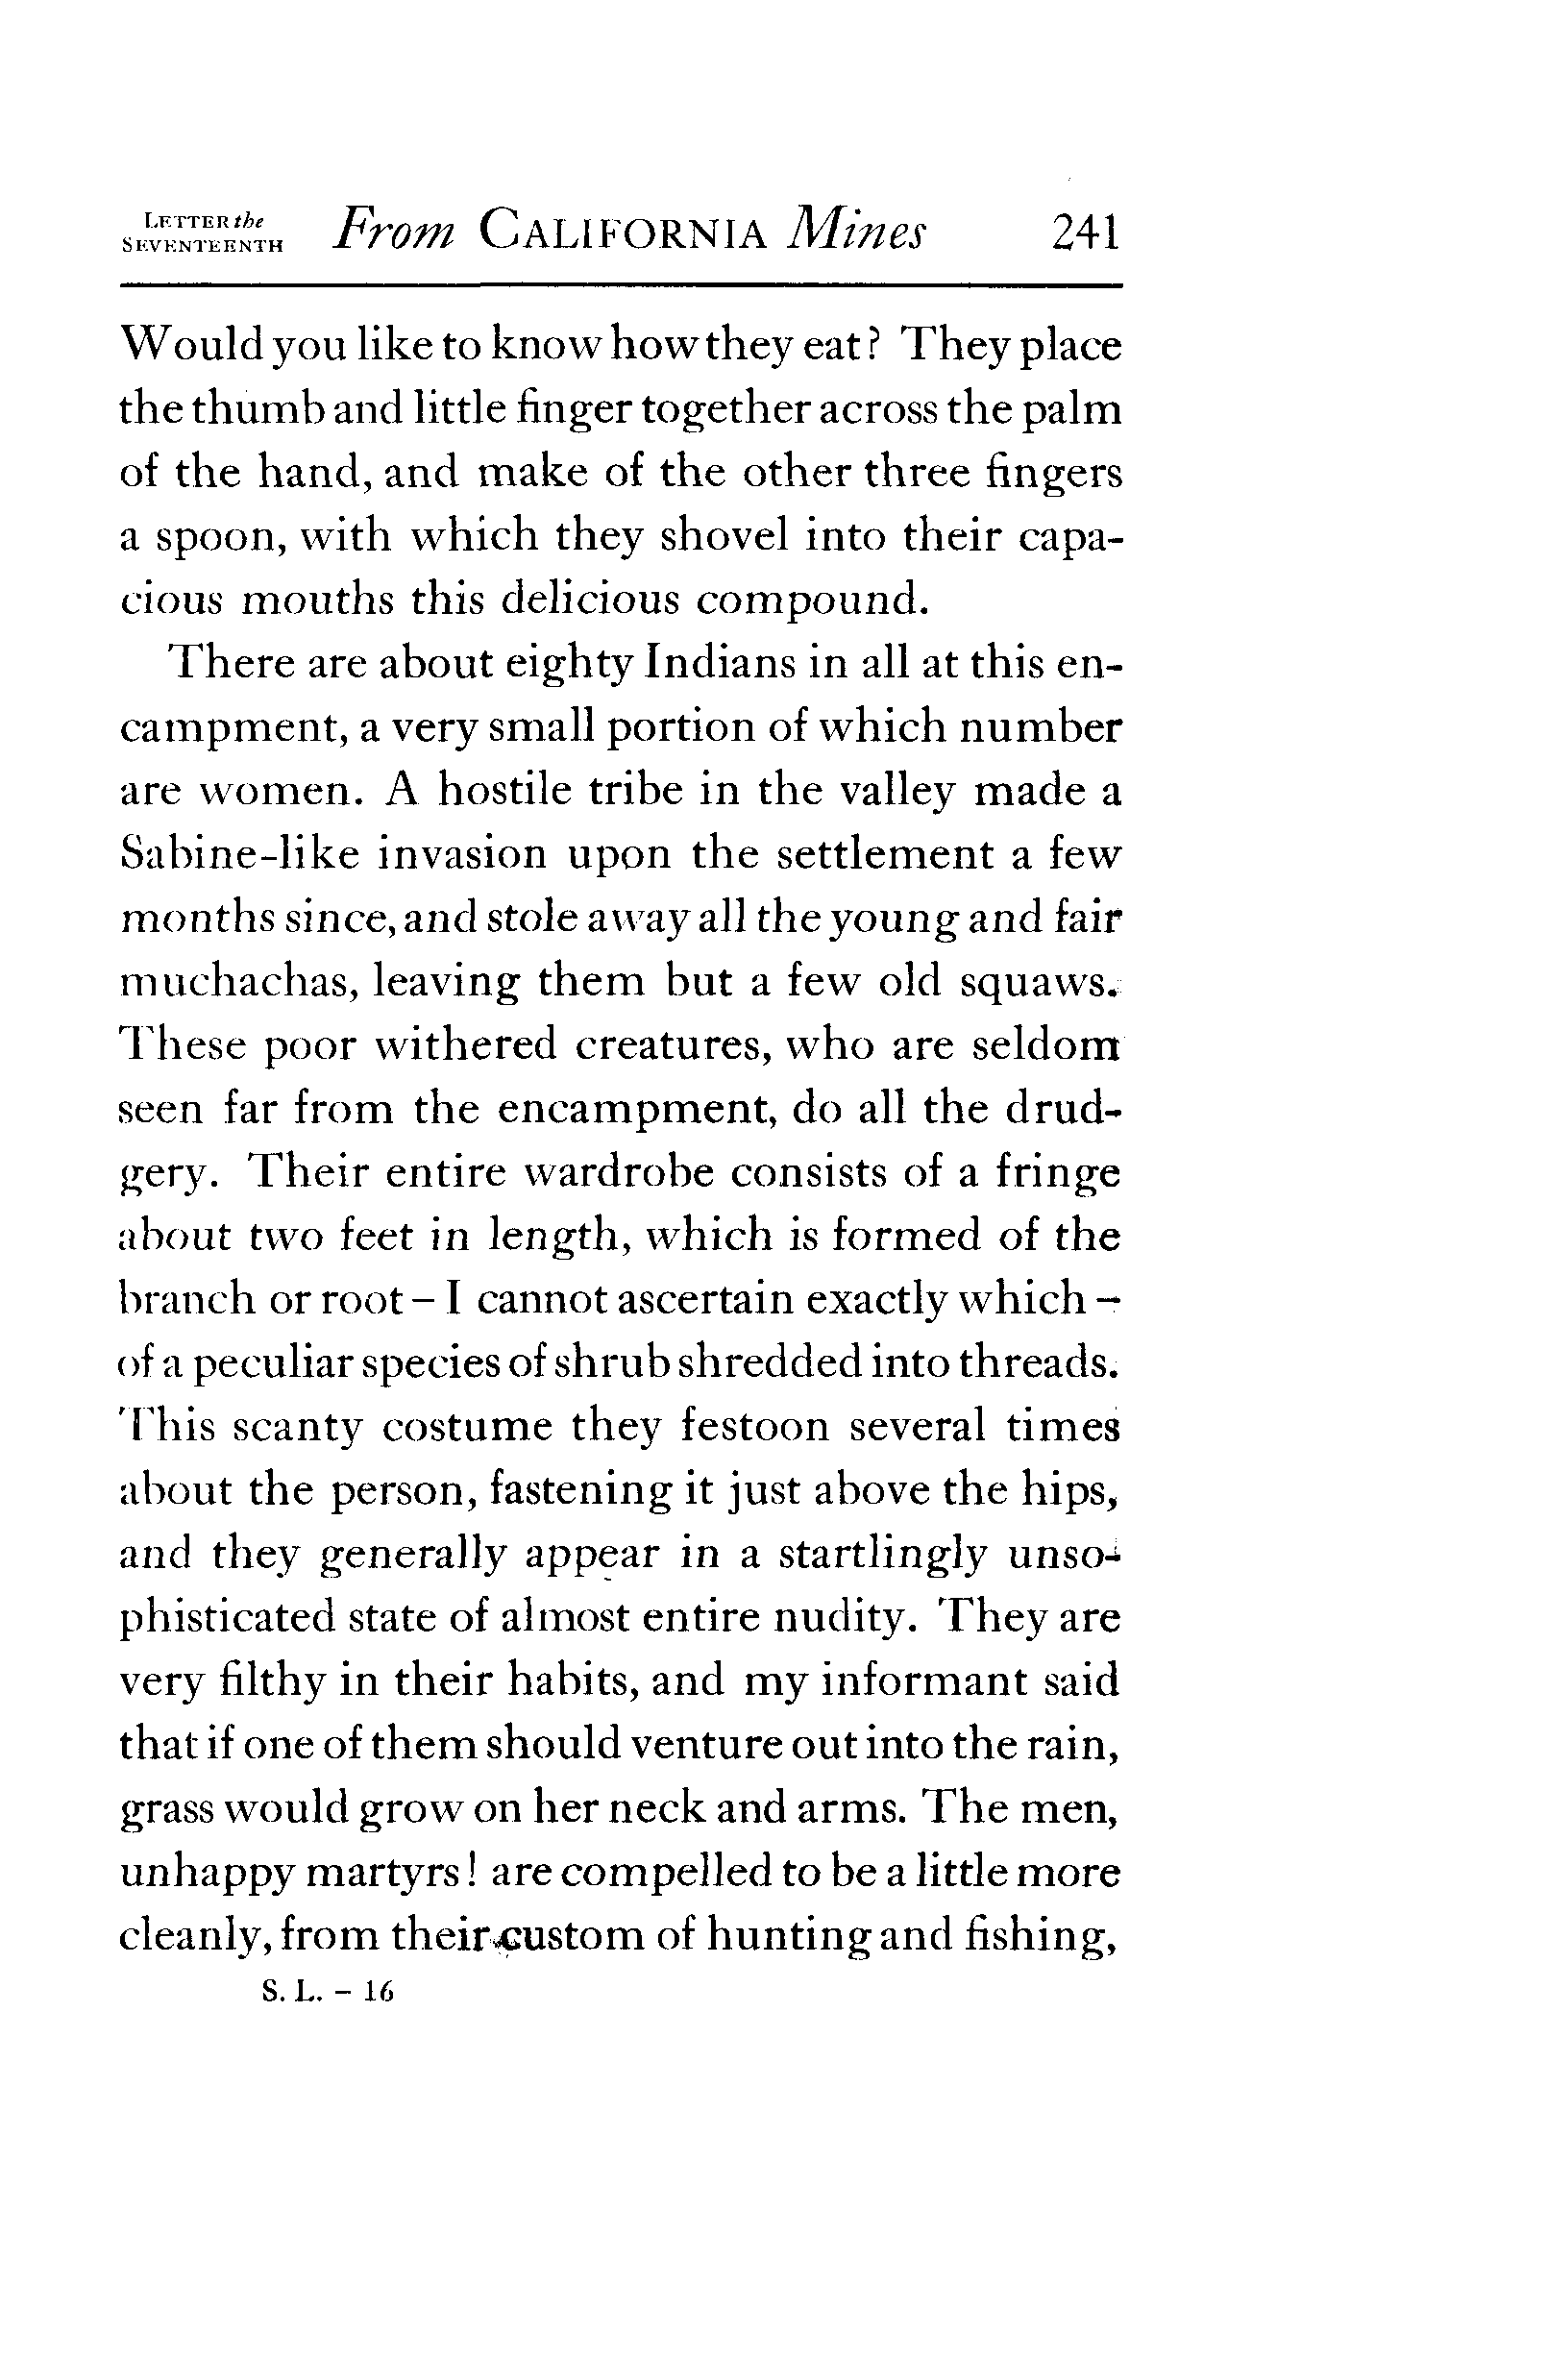 LETTER the
SEVENTEENTH From CALIFORNIA Mines 241
Would you like to know how they eat? They place
the thumb and little finger together across the palm
of the hand, and make of the other three fingers
a spoon, with which they shovel into their capa-
cious mouths this delicious compound.
There are about eighty Indians in all at this en-
campment, a very small portion of which number
are women. A hostile tribe in the valley made a
Sabine-like invasion upon the settlement a few
months since, and stole away all the young and fair
muchachas, leaving them but a few old squaws.
These poor withered creatures, who are seldom
seen far from the encampment, do all the drud-
gery. Their entire wardrobe consists of a fringe
about two feet in length, which is formed of the
branch or root – I cannot ascertain exactly which –
of a peculiar species of shrub shredded into threads.
This scanty costume they festoon several times
about the person, fastening it just above the hips,
and they generally appear in a startlingly unso-
phisticated state of almost entire nudity. They are
very filthy in their habits, and my informant said
that if one of them should venture out into the rain,
grass would grow on her neck and arms. The men,
unhappy martyrs! are compelled to be a little more
cleanly, from their custom of hunting and fishing,
S. L. – 16